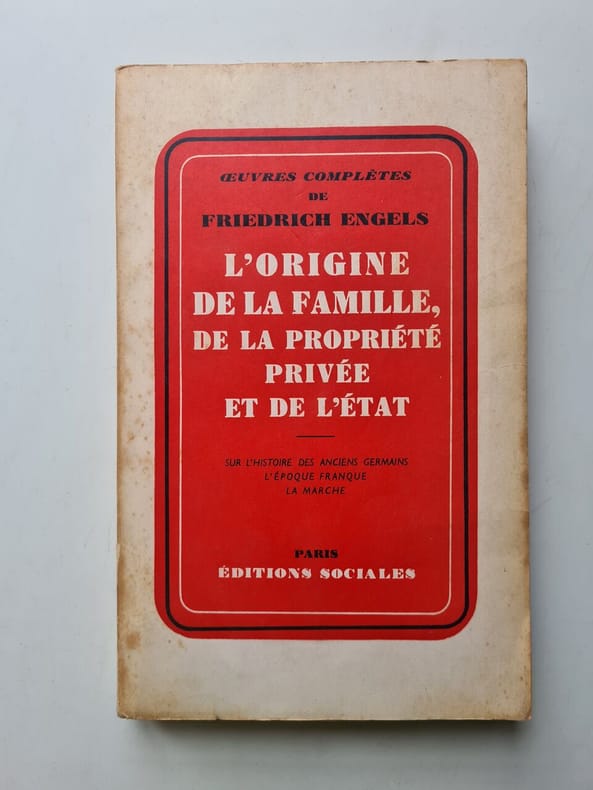 ŒUVRES COMPLÈTES
DE
FRIEDRICH ENGELS
L'ORIGINE
DE LA FAMILLE,
DE LA PROPRIÉTÉ
PRIVÉE
ET DE L'ÉTAT
SUR L'HISTOIRE DES ANCIENS GERMAINS
L'ÉPOQUE FRANQUE
LA MARCHE
PARIS
ÉDITIONS SOCIALES